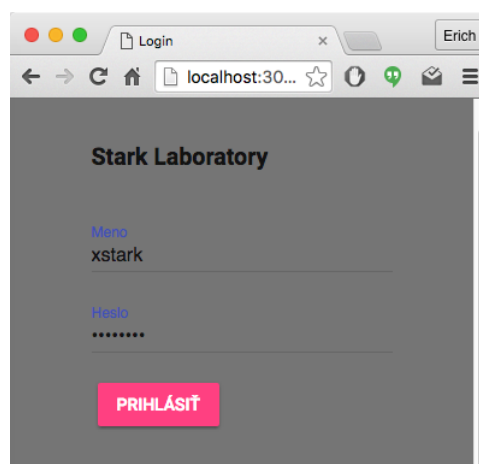 Login
Erich
localhost:30...
Stark Laboratory
Meno
xstark
Heslo
••••••••
PRIHLÁSIŤ